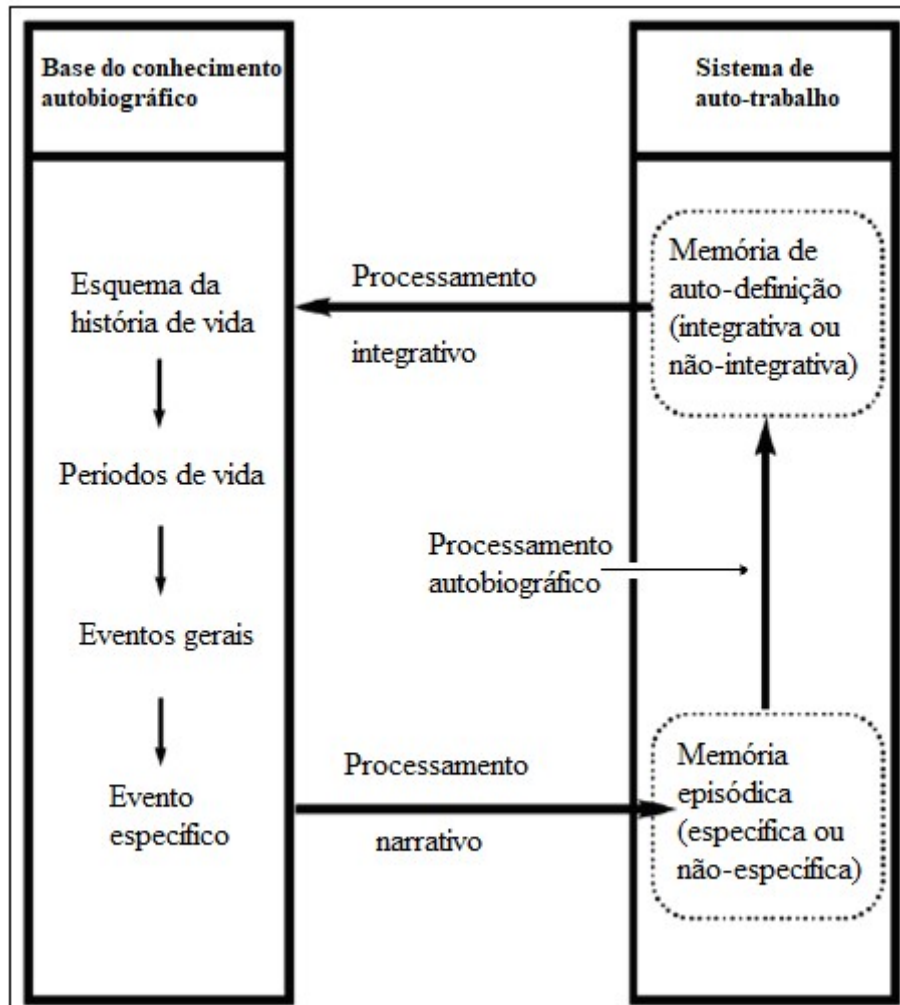 Base do conhecimento
autobiográfico
Sistema de
auto-trabalho
Esquema da
história de vida
Períodos de vida
Eventos gerais
Evento
específico
Processamento
integrativo
Processamento
autobiográfico
Processamento
narrativo
Memória de
auto-definição
(integrativa ou
não-integrativa)
Memória
episódica
(específica ou
não-específica)